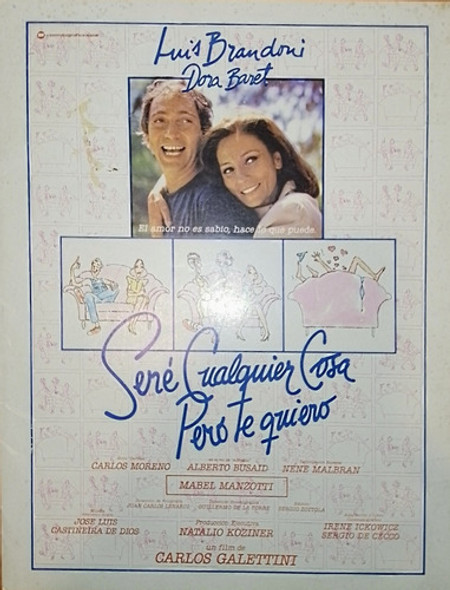 Luis Brandoni
Dora Baret
El amor no es sabio, hace lo que puede.
Seré Cualquier Cosa
Pero te quiero
CARLOS MORENO ALBERTO BUSAID NENE MALBRAN
MABEL MANZOTTI
JOSE LUIS CASTIÑEIRA DE DIOS
Producción Ejecutiva
NATALIO KOZINER
IRENE ICKOWICZ
SERGIO DE CECCO
un film de
CARLOS GALETTINI